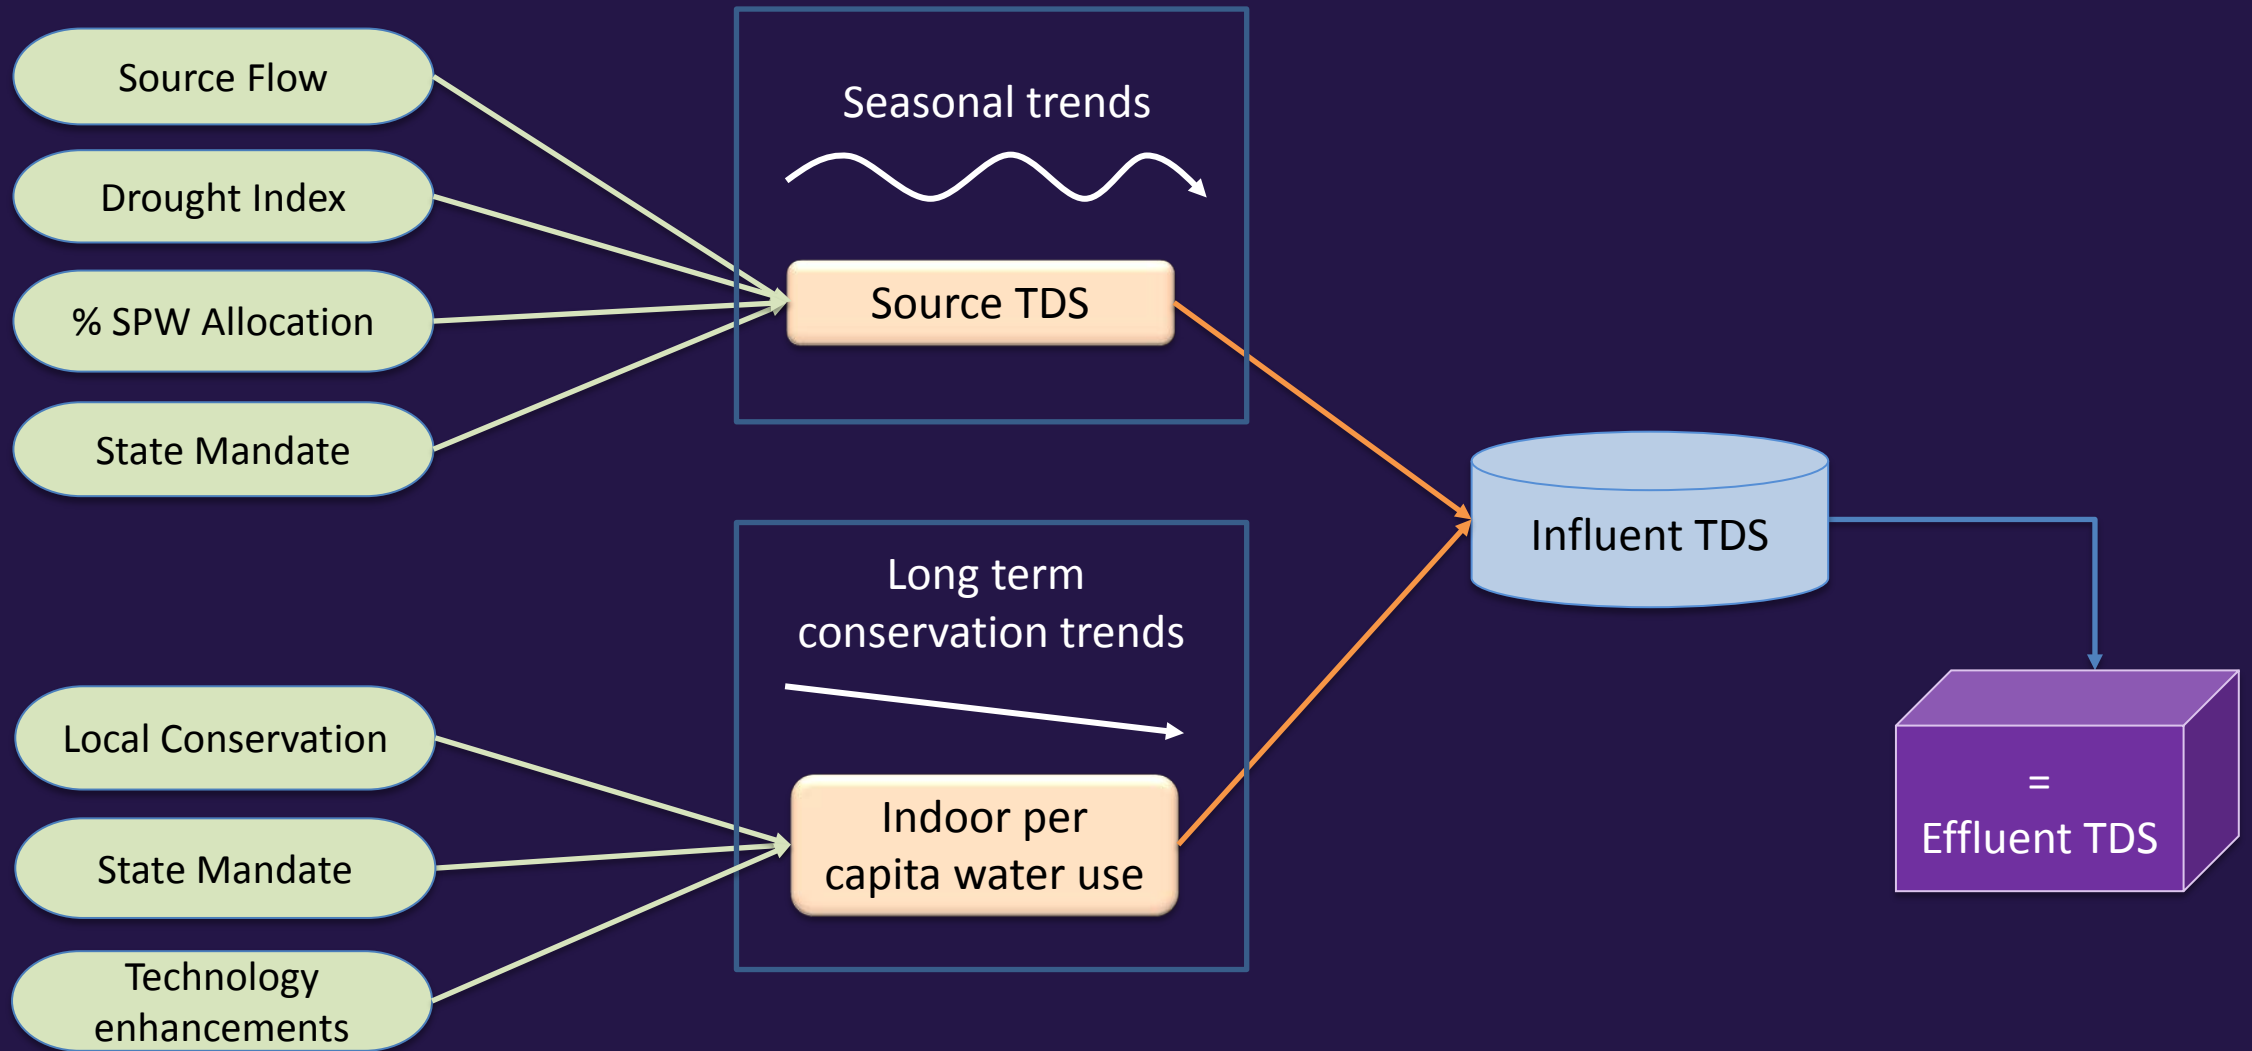 Source Flow
Drought Index
% SPW Allocation
State Mandate
Seasonal trends
Source TDS
Local Conservation
State Mandate
Technology
enhancements
Long term
conservation trends
Indoor per
capita water use
Influent TDS
=
Effluent TDS